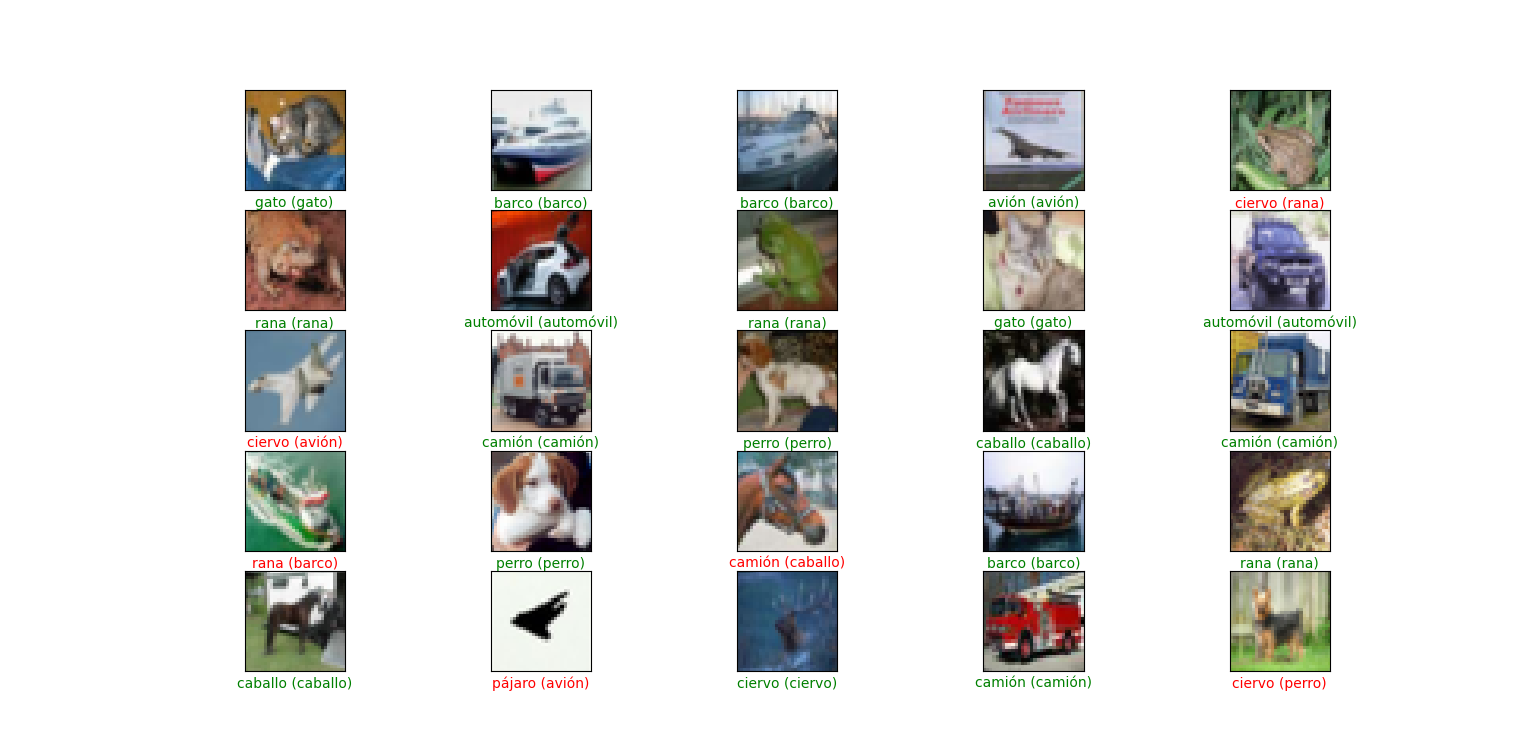 gato (gato)
barco (barco)
barco (barco)
avión (avión)
ciervo (rana)
rana (rana)
automóvil (automóvil)
rana (rana)
gato (gato)
automóvil (automóvil)
ciervo (avión)
camión (camión)
perro (perro)
caballo (caballo)
camión (camión)
rana (barco)
perro (perro)
camión (caballo)
barco (barco)
rana (rana)
caballo (caballo)
pájaro (avión)
ciervo (ciervo)
camión (camión)
ciervo (perro)